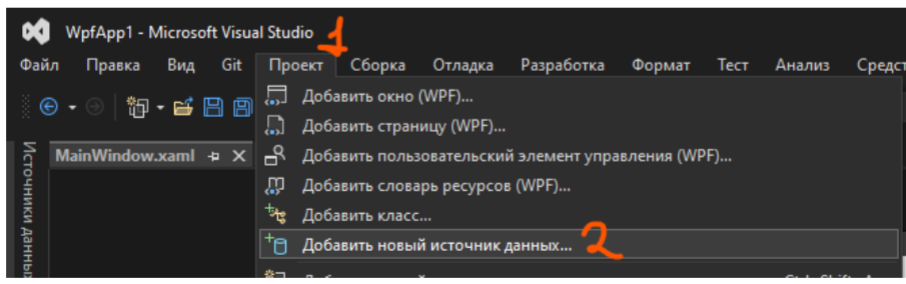 WpfApp1 - Microsoft Visual Studio 1
Файл Правка Вид Git Проект Сборка Отладка Разработка Формат Тест Анализ Средст
Добавить окно (WPF)...
Добавить страницу (WPF)...
MainWindow.xaml
Добавить пользовательский элемент управления (WPF)...
Добавить словарь ресурсов (WPF)...
Добавить класс...
Добавить новый источник данных... 2
Источники данных